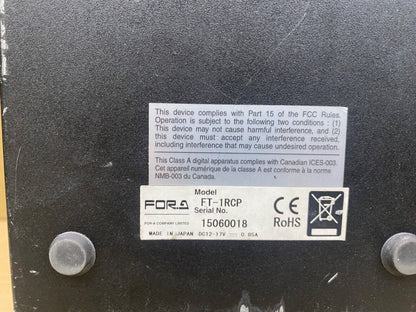 This device complies with Part 15 of the FCC Rules.
Operation is subject to the following two conditions : (1)
This device may not cause harmful interference, and (2)
this device must accept any interference received,
including interference that may cause undesired operation.
This Class A digital apparatus complies with Canadian ICES-003.
Cet appareil numérique de la classe A est conforme à la norme
NMB-003 du Canada.
Model
FOR.A FT-1RCP
Serial No.
FOR-A COMPANY LIMITED 15060018
MADE IN JAPAN DC12-17V 0.05A
CE
RoHS